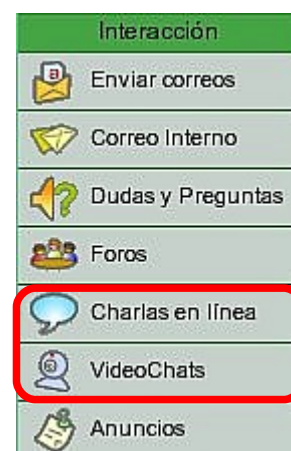 Interacción
Enviar correos
Correo Interno
Dudas y Preguntas
Foros
Charlas en línea
VideoChats
Anuncios